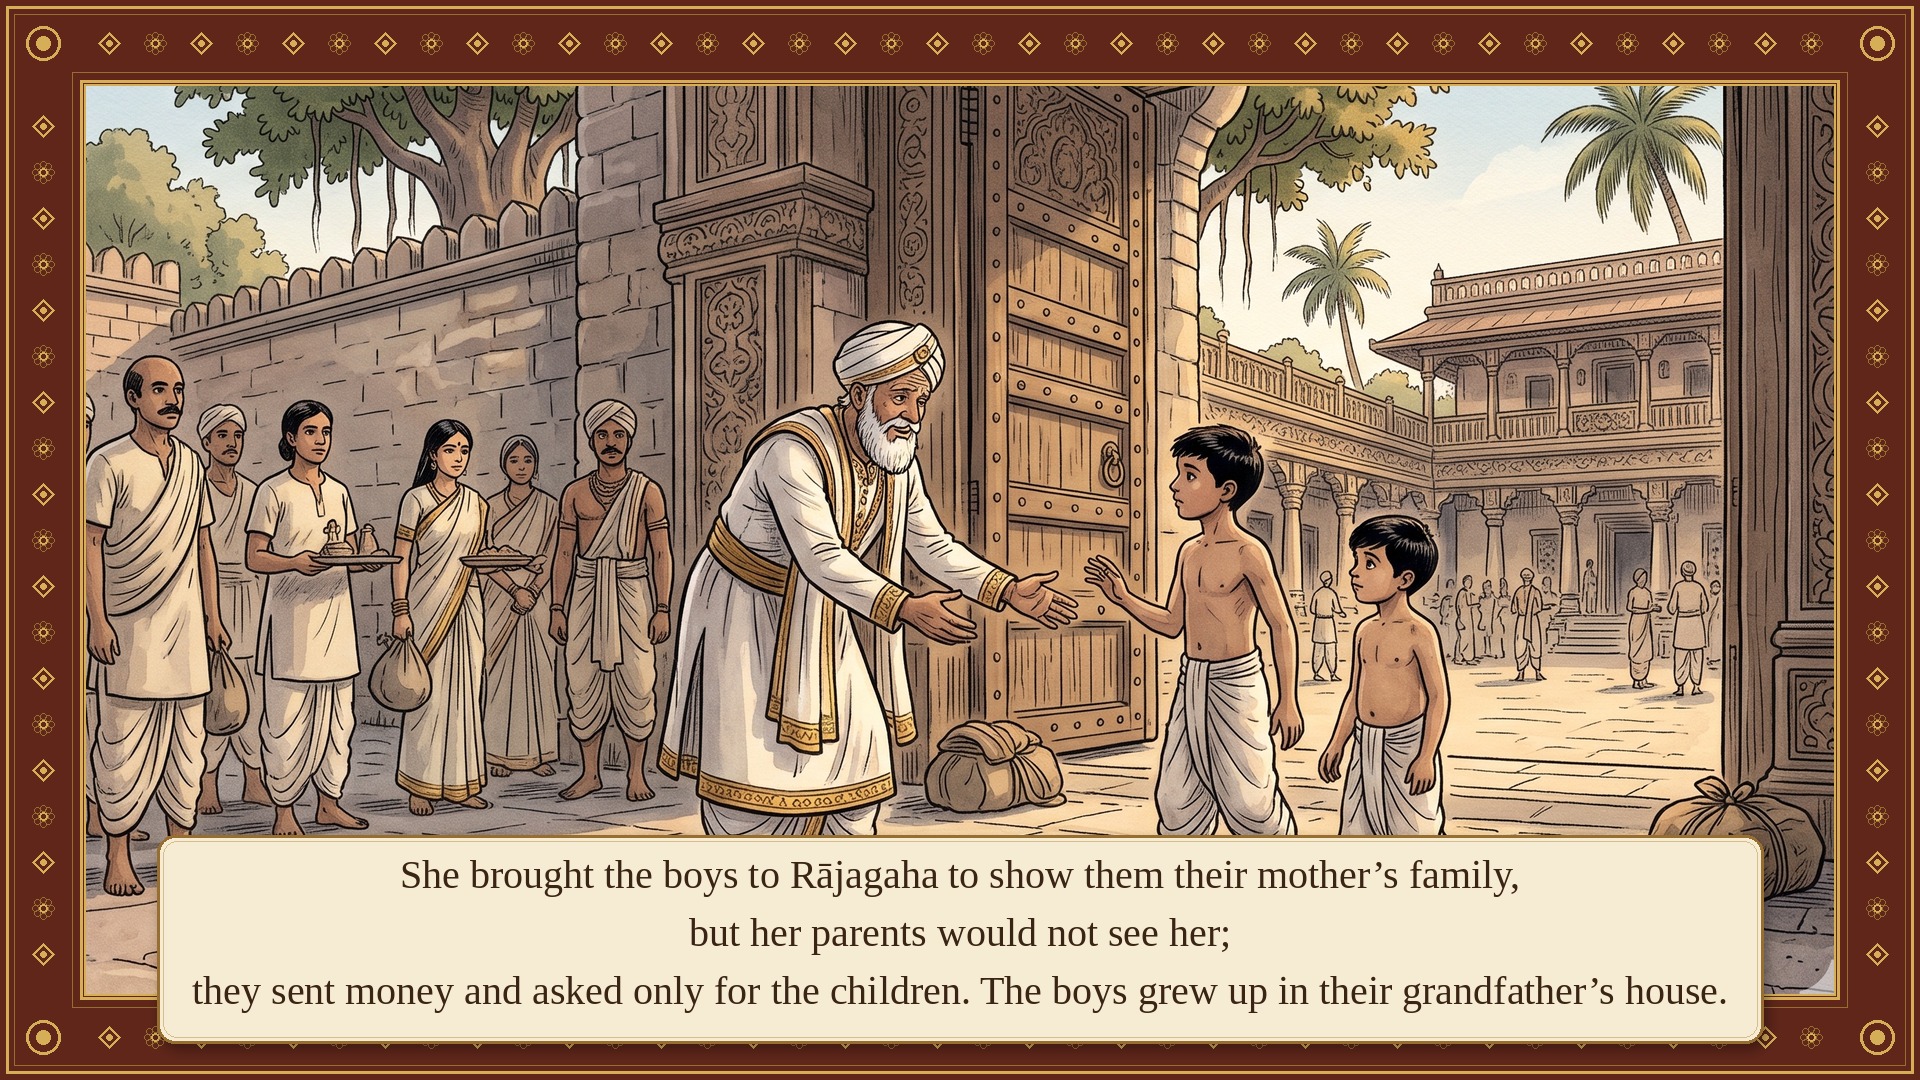 She brought the boys to Rājagaha to show them their mother’s family,
but her parents would not see her;
they sent money and asked only for the children. The boys grew up in their grandfather’s house.